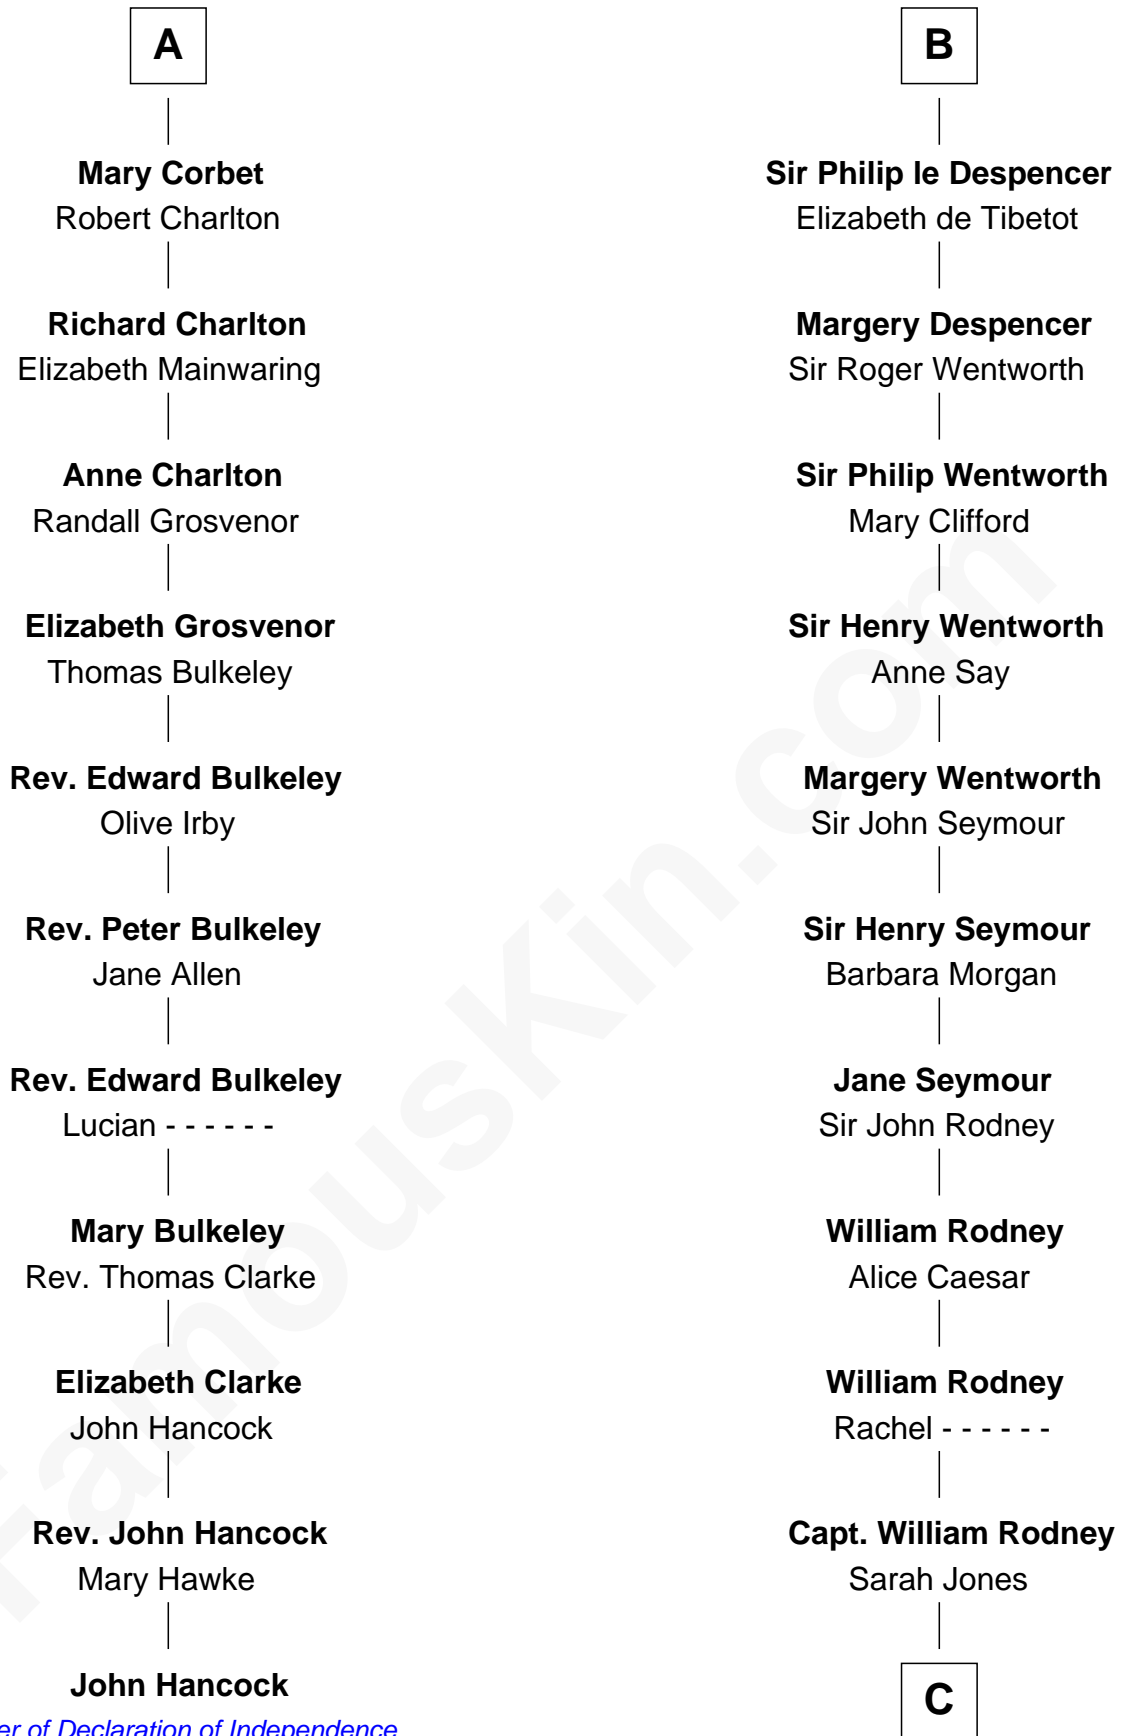 A
Mary Corbet
Robert Charlton
Richard Charlton
Elizabeth Mainwaring
Anne Charlton
Randall Grosvenor
Elizabeth Grosvenor
Thomas Bulkeley
Rev. Edward Bulkeley
Olive Irby
Rev. Peter Bulkeley
Jane Allen
Rev. Edward Bulkeley
Lucian - - - - - -
Mary Bulkeley
Rev. Thomas Clarke
Elizabeth Clarke
John Hancock
Rev. John Hancock
Mary Hawke
John Hancock
of Declaration of Independence
B
Sir Philip le Despencer
Elizabeth de Tibetot
Margery Despencer
Sir Roger Wentworth
Sir Philip Wentworth
Mary Clifford
Sir Henry Wentworth
Anne Say
Margery Wentworth
Sir John Seymour
Sir Henry Seymour
Barbara Morgan
Jane Seymour
Sir John Rodney
William Rodney
Alice Caesar
William Rodney
Rachel - - - - - -
Capt. William Rodney
Sarah Jones
C
FamousKin.com